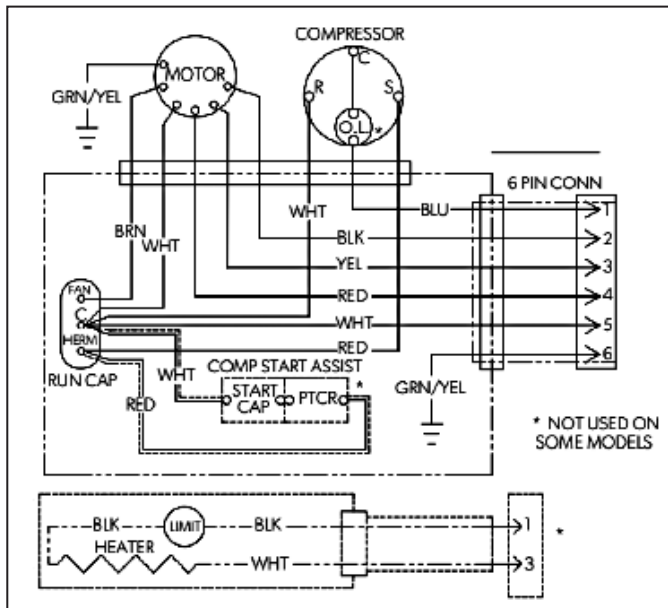 COMPRESSOR
MOTOR
C
R
S
O.L.
*
GRN/YEL
6 PIN CONN
WHT
BLU
1
BRN
WHT
BLK
2
YEL
3
FAN
RED
4
C
WHT
5
HERM
RED
6
RUN CAP
WHT
COMP START ASSIST
*
GRN/YEL
RED
START
CAP
PTCR
* NOT USED ON
SOME MODELS
BLK
LIMIT
BLK
1
*
HEATER
WHT
3